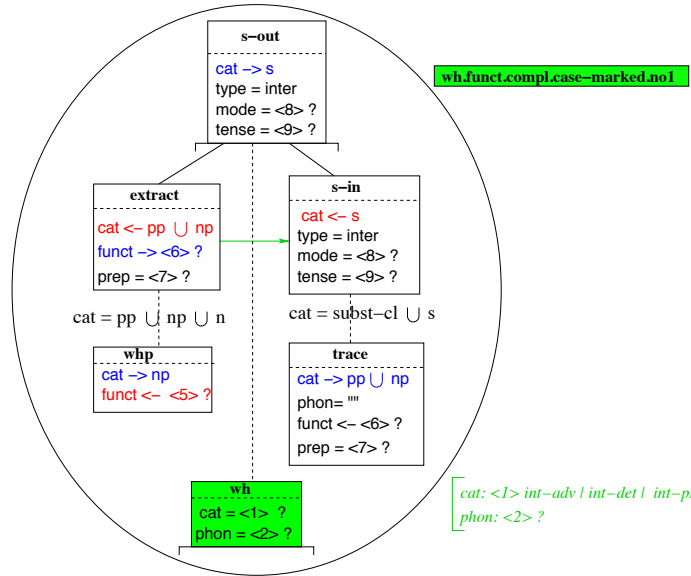 s−out
cat −> s
type = inter
mode = <8> ?
tense = <9> ?
wh.funct.compl.case−marked.no1
extract
cat <− pp ∪ np
funct −> <6> ?
prep = <7> ?
s−in
cat <− s
type = inter
mode = <8> ?
tense = <9> ?
cat = pp ∪ np ∪ n
cat = subst−cl ∪ s
whp
cat −> np
funct <− <5> ?
trace
cat −> pp ∪ np
phon= ""
funct <− <6> ?
prep = <7> ?
wh
cat = <1> ?
phon = <2> ?
cat: <1> int−adv | int−det | int−p
phon: <2> ?